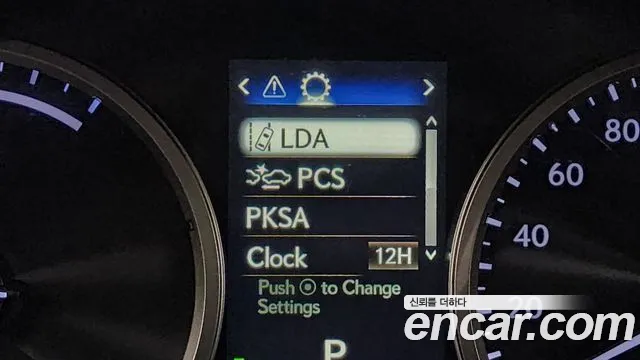 LDA
PCS
PKSA
Clock 12H
Push to Change
Settings
P
80
60
40
20
신뢰를 더하다
encar.com